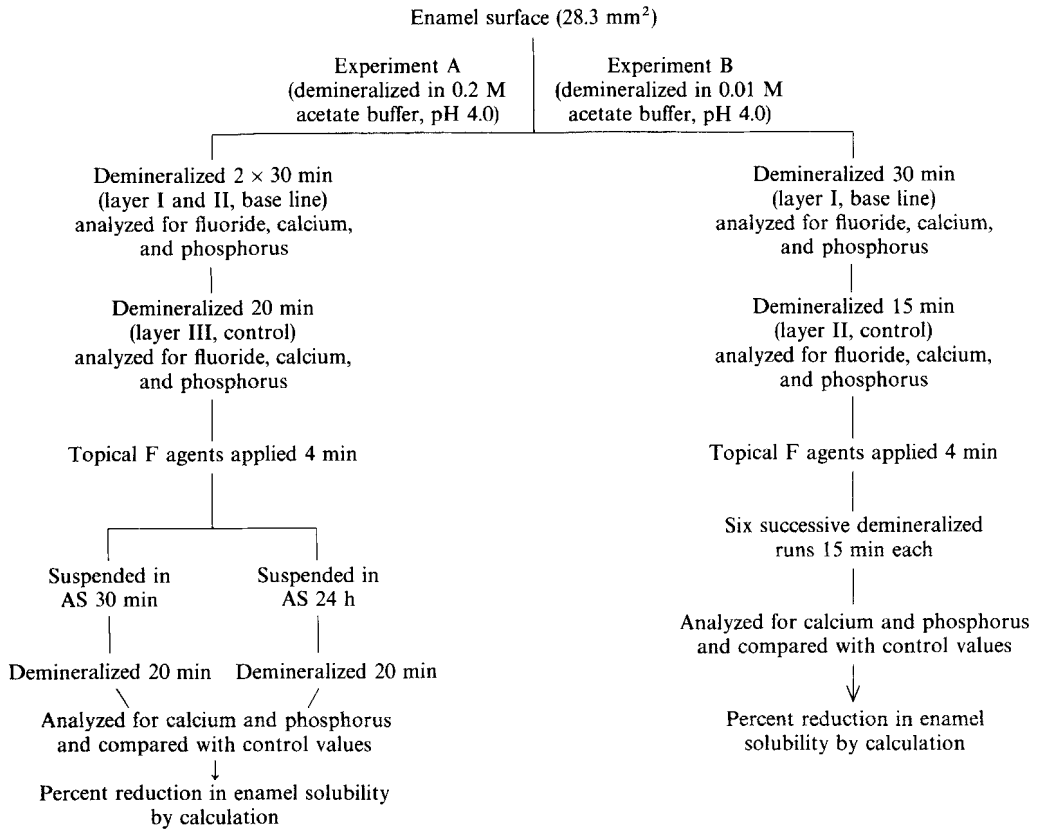 Enamel surface (28.3 mm²)
Experiment A
(demineralized in 0.2 M
acetate buffer, pH 4.0)
Experiment B
(demineralized in 0.01 M
acetate buffer, pH 4.0)
Demineralized 2 × 30 min
(layer I and II, base line)
analyzed for fluoride, calcium,
and phosphorus
Demineralized 20 min
(layer III, control)
analyzed for fluoride, calcium,
and phosphorus
Topical F agents applied 4 min
Suspended in
AS 30 min
Suspended in
AS 24 h
Demineralized 20 min
Demineralized 20 min
Analyzed for calcium and phosphorus
and compared with control values
Percent reduction in enamel solubility
by calculation
Demineralized 30 min
(layer I, base line)
analyzed for fluoride, calcium,
and phosphorus
Demineralized 15 min
(layer II, control)
analyzed for fluoride, calcium,
and phosphorus
Topical F agents applied 4 min
Six successive demineralized
runs 15 min each
Analyzed for calcium and phosphorus
and compared with control values
Percent reduction in enamel
solubility by calculation